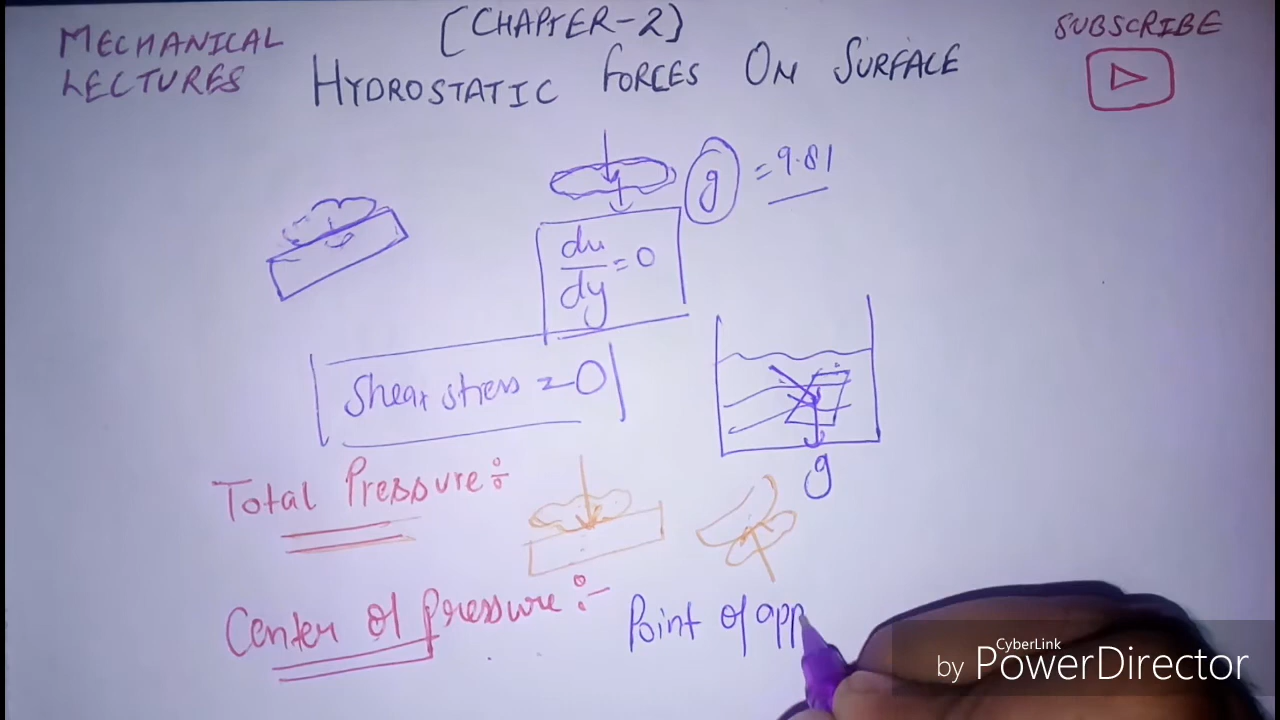 [CHAPTER-2]
MECHANICAL
LECTURES
HYDROSTATIC FORCES ON SURFACE
SUBSCRIBE
g = 9.81
du/dy = 0
Shear stress = 0
g
Total Pressure :-
Center of Pressure :- Point of app
CyberLink
by PowerDirector